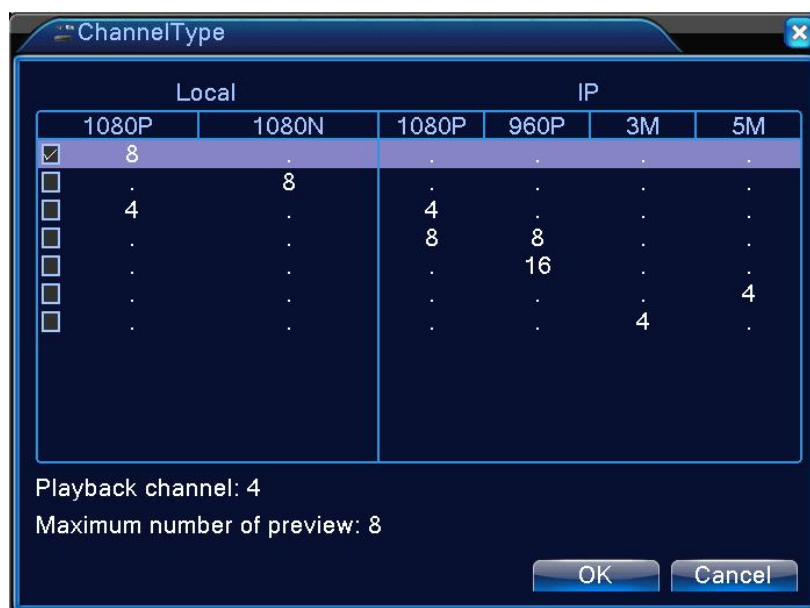 ChannelType
Local IP
1080P 1080N 1080P 960P 3M 5M
8 . . . . .
. 8 . . . .
4 . 4 . . .
. . 8 8 . .
. . . 16 . .
. . . . . 4
. . . . 4 .
Playback channel: 4
Maximum number of preview: 8
OK Cancel